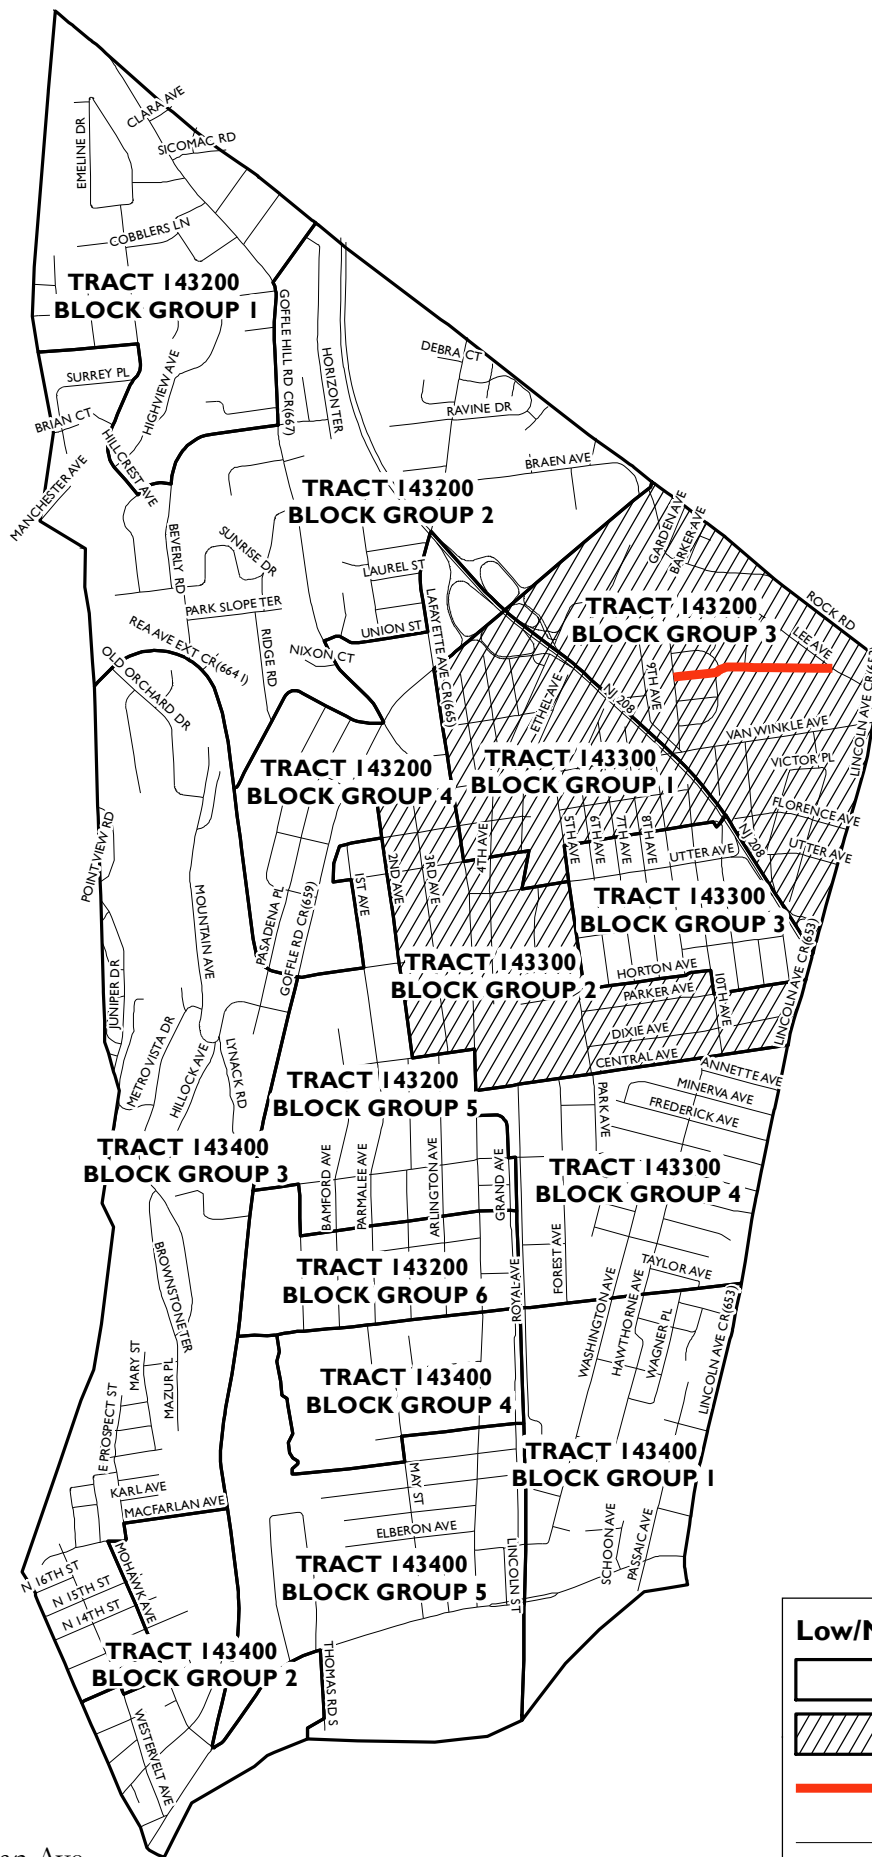 CLARA AVE
SICOMAC RD
EMELINE DR
COBBLERS LN
TRACT 143200
BLOCK GROUP 1
GOFFLE HILL RD CR(667)
HORIZON TER
DEBRA CT
SURREY PL
HIGHVIEW AVE
RAVINE DR
BRIAN CT
HILLCREST AVE
MANCHESTER AVE
BRAEN AVE
TRACT 143200
BLOCK GROUP 2
GARDEN AVE
BARKER AVE
BEVERLY RD
SUNRISE DR
LAUREL ST
LAFAYETTE AVE CR(665)
ROCK RD
PARK SLOPE TER
TRACT 143200
BLOCK GROUP 3
UNION ST
LEE AVE
REA AVE EXT CR(664 I)
RIDGE RD
NIXON CT
OLD ORCHARD DR
9TH AVE
LINCOLN AVE CR(653
ETHEL AVE
NJ 208
VAN WINKLE AVE
TRACT 143300
BLOCK GROUP 1
VICTOR PL
TRACT 143200
BLOCK GROUP 4
FLORENCE AVE
POINT VIEW RD
5TH AVE
6TH AVE
7TH AVE
8TH AVE
NJ 208
UTTER AVE
UTTER AVE
4TH AVE
3RD AVE
2ND AVE
1ST AVE
MOUNTAIN AVE
PASADENA PL
GOFFLE RD CR(659)
TRACT 143300
BLOCK GROUP 3
TRACT 143300
BLOCK GROUP 2
HORTON AVE
LINCOLN AVE CR(653)
JUNIPER DR
PARKER AVE
10TH AVE
DIXIE AVE
METRO VISTA DR
HILLOCK AVE
LYNACK RD
CENTRAL AVE
ANNETTE AVE
TRACT 143200
BLOCK GROUP 5
PARK AVE
MINERVA AVE
FREDERICK AVE
TRACT 143400
BLOCK GROUP 3
BAMFORD AVE
PARMALEE AVE
ARLINGTON AVE
GRAND AVE
TRACT 143300
BLOCK GROUP 4
BROWNSTONE TER
FOREST AVE
TAYLOR AVE
TRACT 143200
BLOCK GROUP 6
ROYAL AVE
WASHINGTON AVE
HAWTHORNE AVE
WAGNER PL
LINCOLN AVE CR(653)
MARY ST
MAZUR PL
TRACT 143400
BLOCK GROUP 4
E PROSPECT ST
TRACT 143400
BLOCK GROUP 1
KARL AVE
MACFARLAN AVE
MAY ST
ELBERON AVE
LINCOLN ST
SCHOON AVE
PASSAIC AVE
N 16TH ST
N 15TH ST
N 14TH ST
MOHAWK AVE
TRACT 143400
BLOCK GROUP 5
TRACT 143400
BLOCK GROUP 2
THOMAS RD S
WESTERVELT AVE
Low/